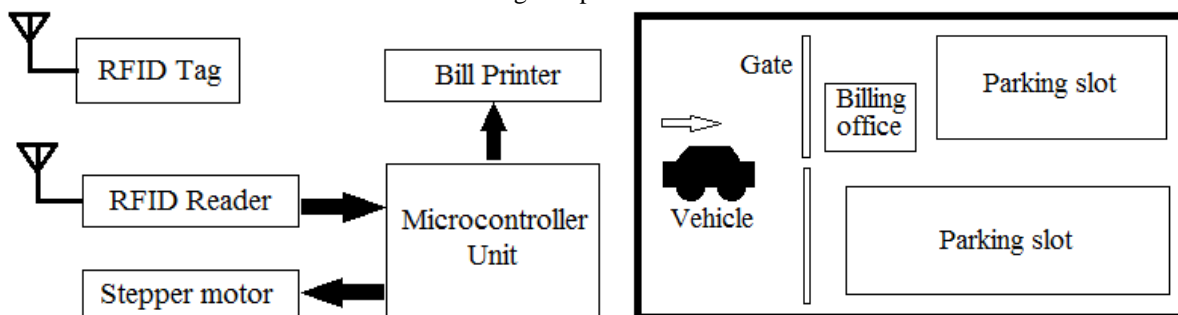 RFID Tag
Bill Printer
RFID Reader
Microcontroller
Unit
Stepper motor
Gate
Billing
office
Parking slot
Vehicle
Parking slot